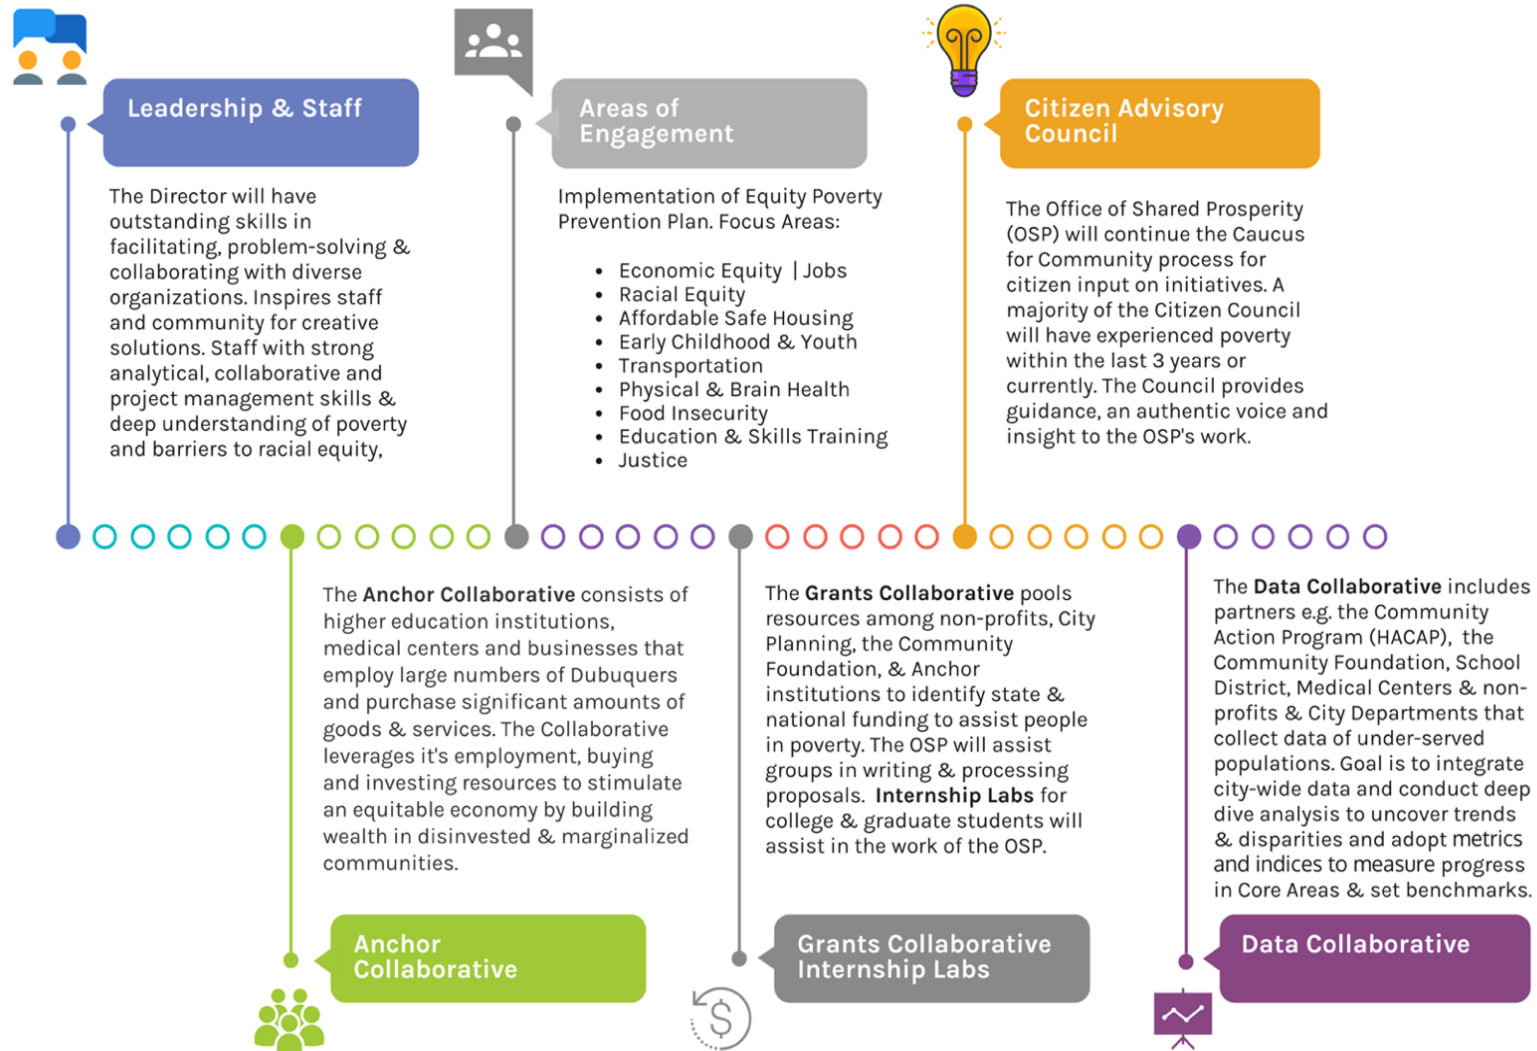 Leadership & Staff
The Director will have
outstanding skills in
facilitating, problem-solving &
collaborating with diverse
organizations. Inspires staff
and community for creative
solutions. Staff with strong
analytical, collaborative and
project management skills &
deep understanding of poverty
and barriers to racial equity,
Areas of
Engagement
Implementation of Equity Poverty
Prevention Plan. Focus Areas:
• Economic Equity | Jobs
• Racial Equity
• Affordable Safe Housing
• Early Childhood & Youth
• Transportation
• Physical & Brain Health
• Food Insecurity
• Education & Skills Training
• Justice
Citizen Advisory
Council
The Office of Shared Prosperity
(OSP) will continue the Caucus
for Community process for
citizen input on initiatives. A
majority of the Citizen Council
will have experienced poverty
within the last 3 years or
currently. The Council provides
guidance, an authentic voice and
insight to the OSP's work.
The Anchor Collaborative consists of
higher education institutions,
medical centers and businesses that
employ large numbers of Dubuquers
and purchase significant amounts of
goods & services. The Collaborative
leverages it's employment, buying
and investing resources to stimulate
an equitable economy by building
wealth in disinvested & marginalized
communities.
Anchor
Collaborative
The Grants Collaborative pools
resources among non-profits, City
Planning, the Community
Foundation, & Anchor
institutions to identify state &
national funding to assist people
in poverty. The OSP will assist
groups in writing & processing
proposals. Internship Labs for
college & graduate students will
assist in the work of the OSP.
Grants Collaborative
Internship Labs
$
The Data Collaborative includes
partners e.g. the Community
Action Program (HACAP), the
Community Foundation, School
District, Medical Centers & non-
profits & City Departments that
collect data of under-served
populations. Goal is to integrate
city-wide data and conduct deep
dive analysis to uncover trends
& disparities and adopt metrics
and indices to measure progress
in Core Areas & set benchmarks.
Data Collaborative